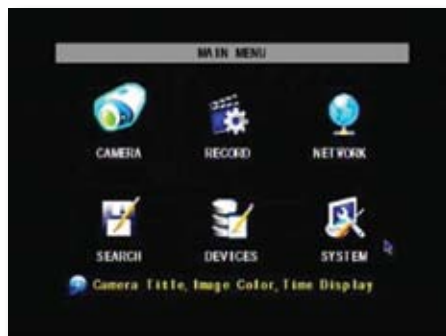 MAIN MENU
CAMERA RECORD NETWORK
SEARCH DEVICES SYSTEM
Camera Title, Image Color, Time Display